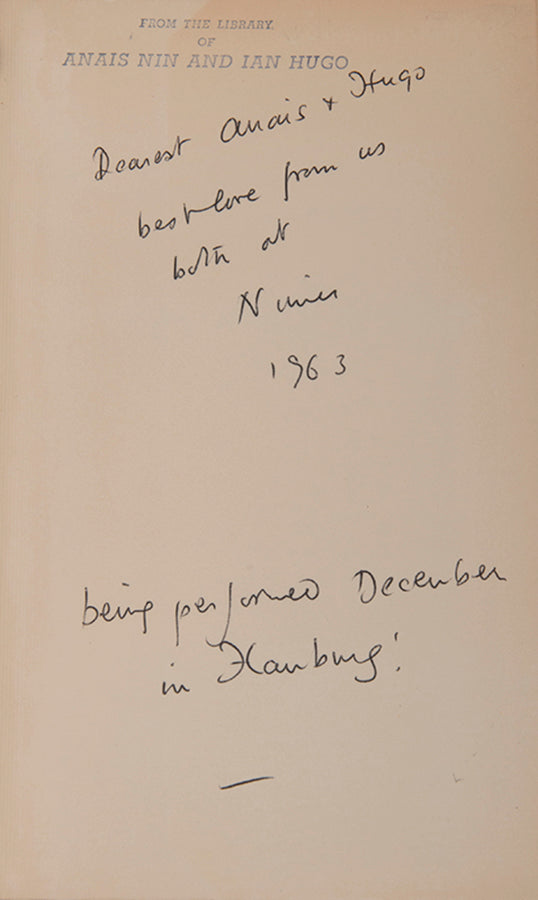 FROM THE LIBRARY
OF
ANAIS NIN AND IAN HUGO
Dearest Anais + Hugo
best love from us
both at
Nimes
1963
being performed December
in Hamburg!